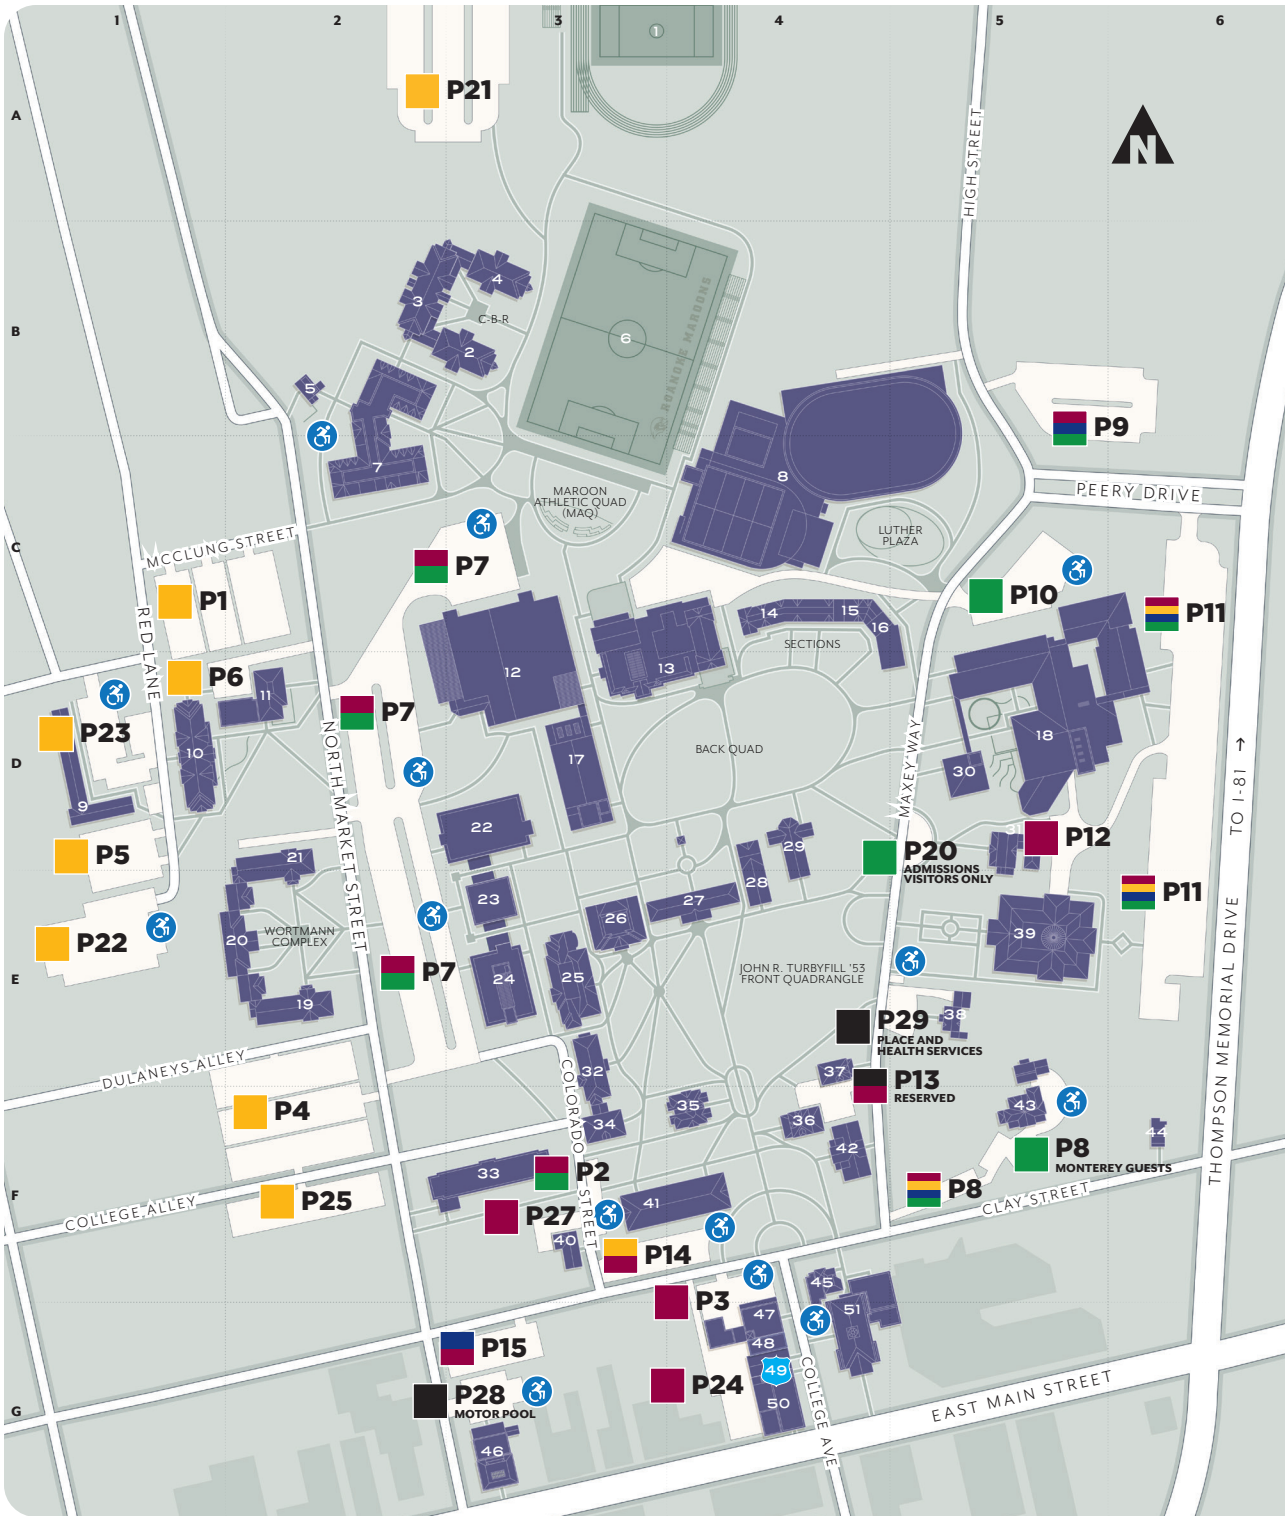 1 2 3 4 5 6
A
B
C
D
E
F
G
N
1
P21
HIGH STREET
4
3
C-B-R
2
6
ROANOKE MAROONS
5
7
8
P9
PEERY DRIVE
MAROON
ATHLETIC QUAD
(MAQ)
LUTHER
PLAZA
MCCLUNG STREET
P7
P10
P1
P11
RED LANE
14
15
16
SECTIONS
13
12
P6
11
P7
P23
10
9
NORTH MARKET STREET
17
BACK QUAD
MAXEY WAY
18
30
TO I-81 →
22
31
P12
29
P5
21
P20
ADMISSIONS
VISITORS ONLY
28
27
P11
23
26
P22
20
WORTMANN
COMPLEX
39
24
25
P7
JOHN R. TURBYFILL '53
FRONT QUADRANGLE
THOMPSON MEMORIAL DRIVE
19
P29
PLACE AND
HEALTH SERVICES
38
DULANEYS ALLEY
COLORADO STREET
32
37
P13
RESERVED
35
43
P4
34
36
44
42
P8
MONTEREY GUESTS
33
P2
P8
CLAY STREET
P25
COLLEGE ALLEY
41
P27
40
P14
45
P3
47
51
48
P15
49
P24
COLLEGE AVE
50
P28
MOTOR POOL
EAST MAIN STREET
46